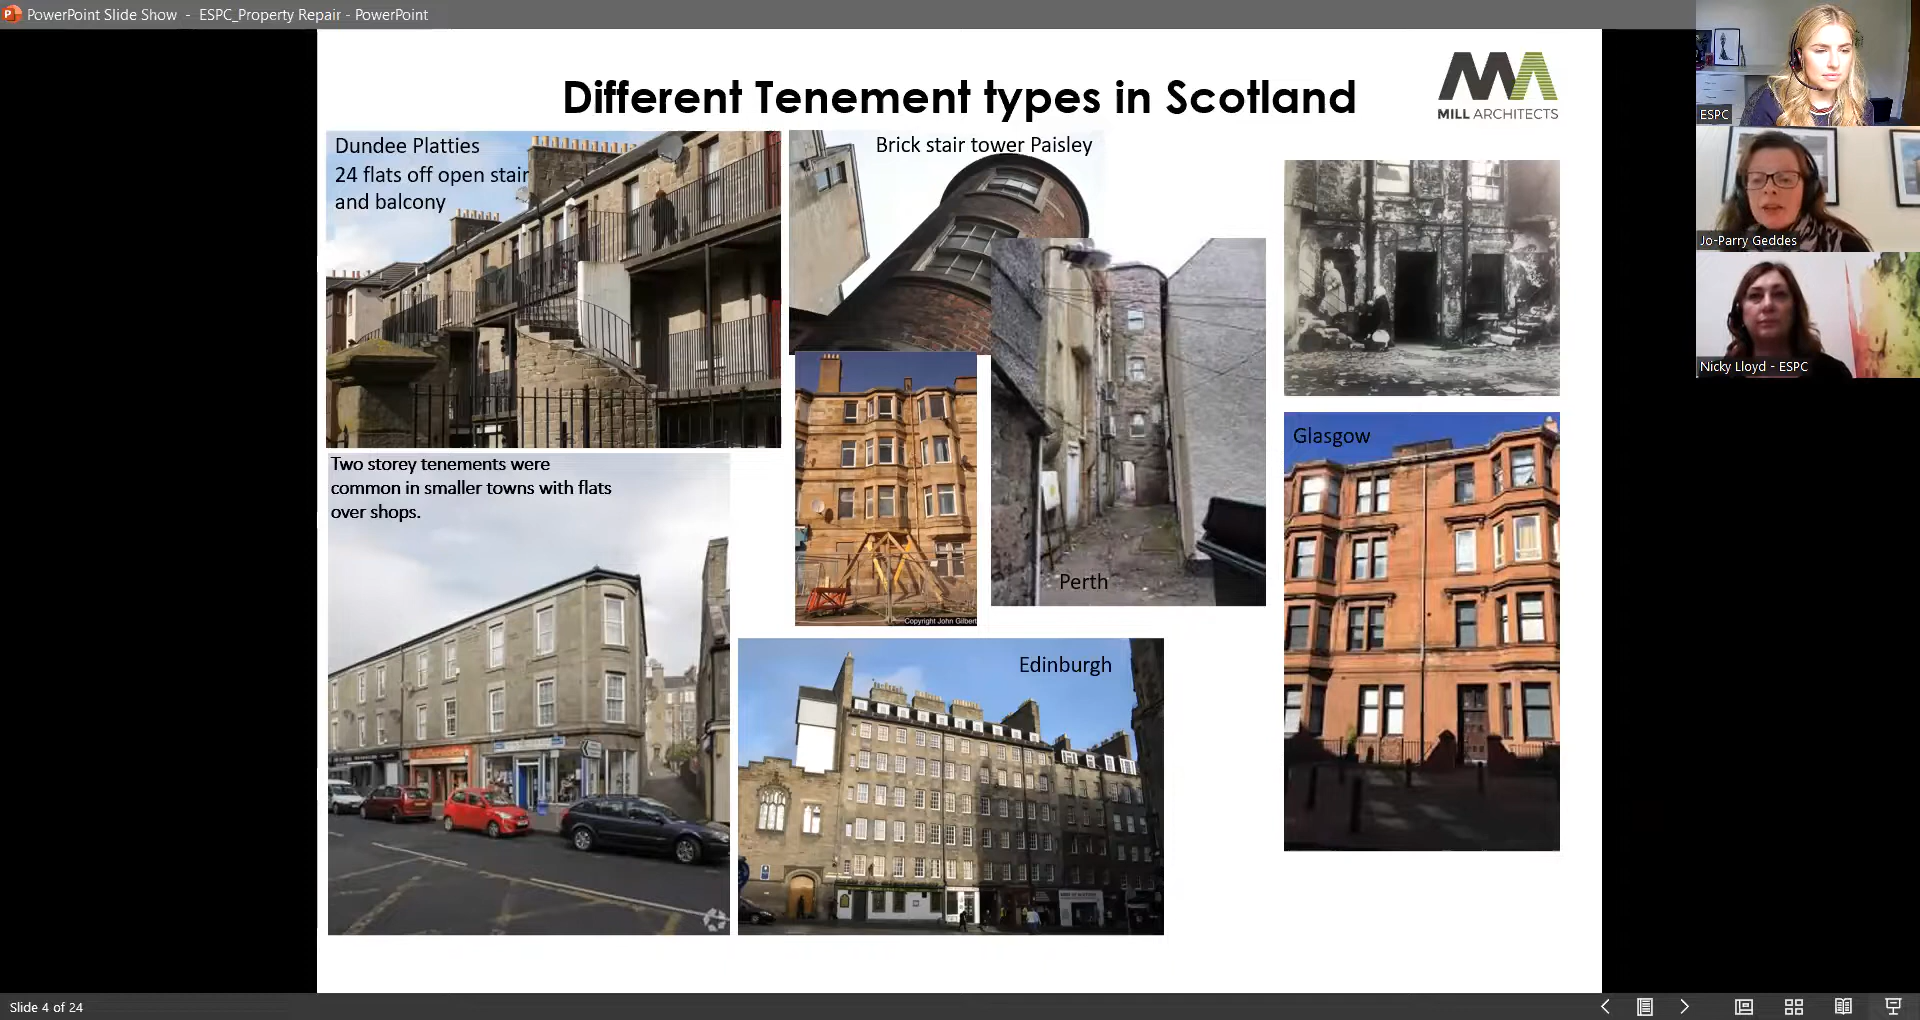 PowerPoint Slide Show - ESPC_Property Repair - PowerPoint
Different Tenement types in Scotland
MILL ARCHITECTS
Dundee Platties
24 flats off open stair
and balcony
Brick stair tower Paisley
Two storey tenements were
common in smaller towns with flats
over shops.
Copyright John Gilbert
Perth
Edinburgh
Glasgow
ESPC
Jo-Parry Geddes
Nicky Lloyd - ESPC
Slide 4 of 24